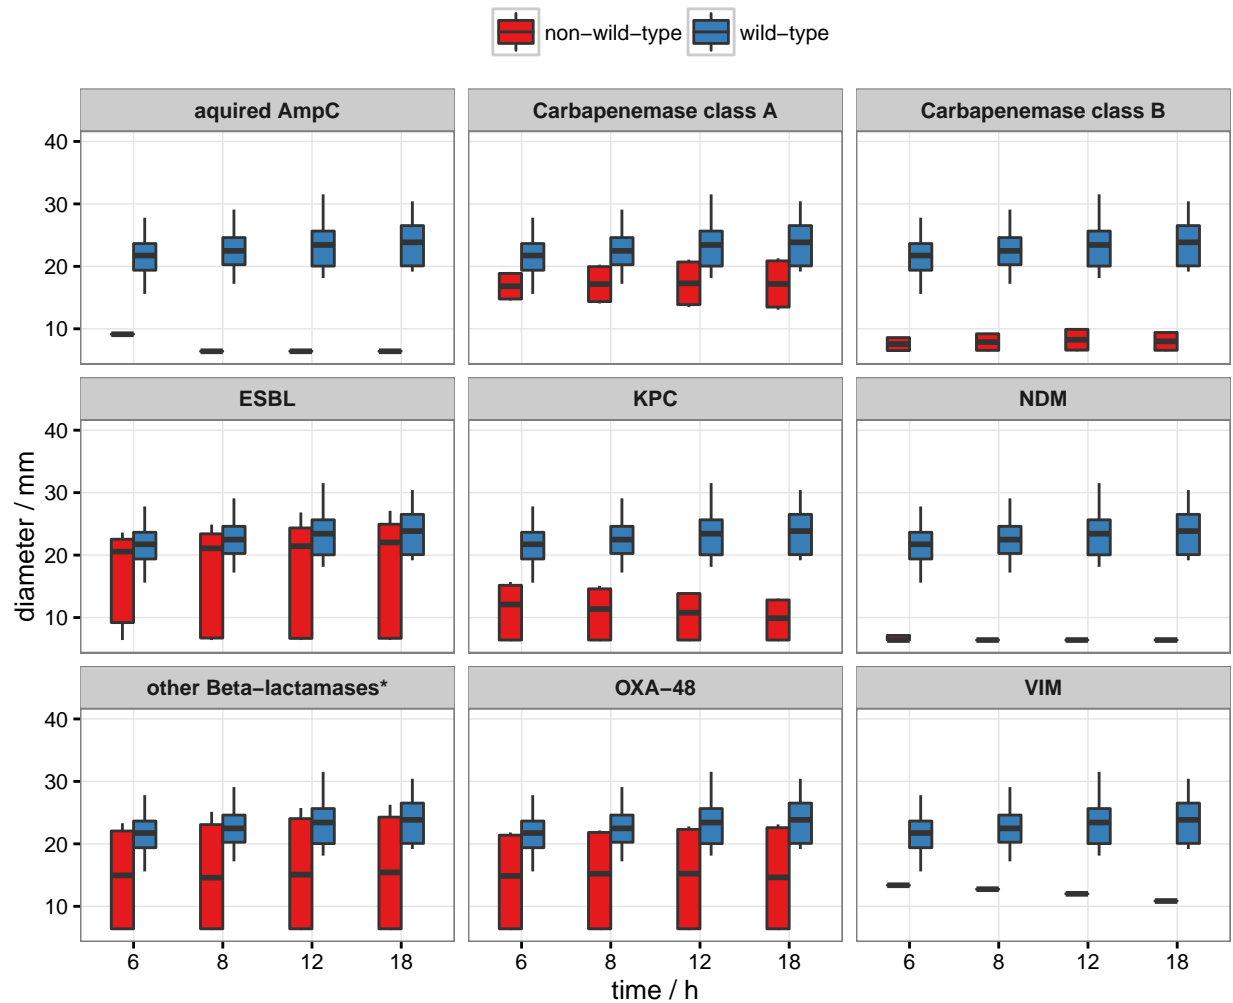 non−wild−type wild−type
aquired AmpC Carbapenemase class A Carbapenemase class B
40
30
20
10
ESBL KPC NDM
40
30
20
10
diameter / mm
other Beta−lactamases* OXA−48 VIM
40
30
20
10
6 8 12 18 6 8 12 18 6 8 12 18
time / h